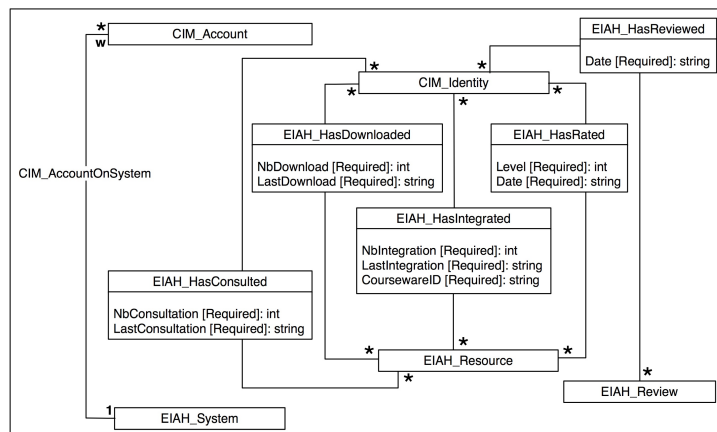 *
w
CIM_Account
EIAH_HasReviewed
Date [Required]: string
*
*
*
CIM_Identity
*
*
EIAH_HasDownloaded
NbDownload [Required]: int
LastDownload [Required]: string
EIAH_HasRated
Level [Required]: int
Date [Required]: string
CIM_AccountOnSystem
EIAH_HasIntegrated
NbIntegration [Required]: int
LastIntegration [Required]: string
CoursewareID [Required]: string
EIAH_HasConsulted
NbConsultation [Required]: int
LastConsultation [Required]: string
*
*
*
EIAH_Resource
*
*
EIAH_Review
1
EIAH_System